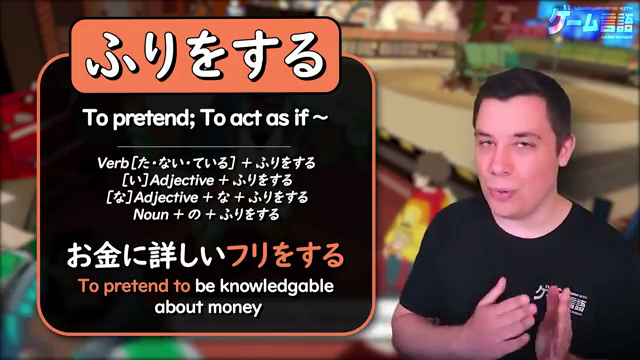 ふりをする
To pretend; To act as if ~
Verb [た・ない・ている] + ふりをする
[い]Adjective + ふりをする
[な]Adjective + な + ふりをする
Noun + の + ふりをする
お金に詳しいフリをする
To pretend to be knowledgable
about money
LEARN JAPANESE WITH
ゲーム言語